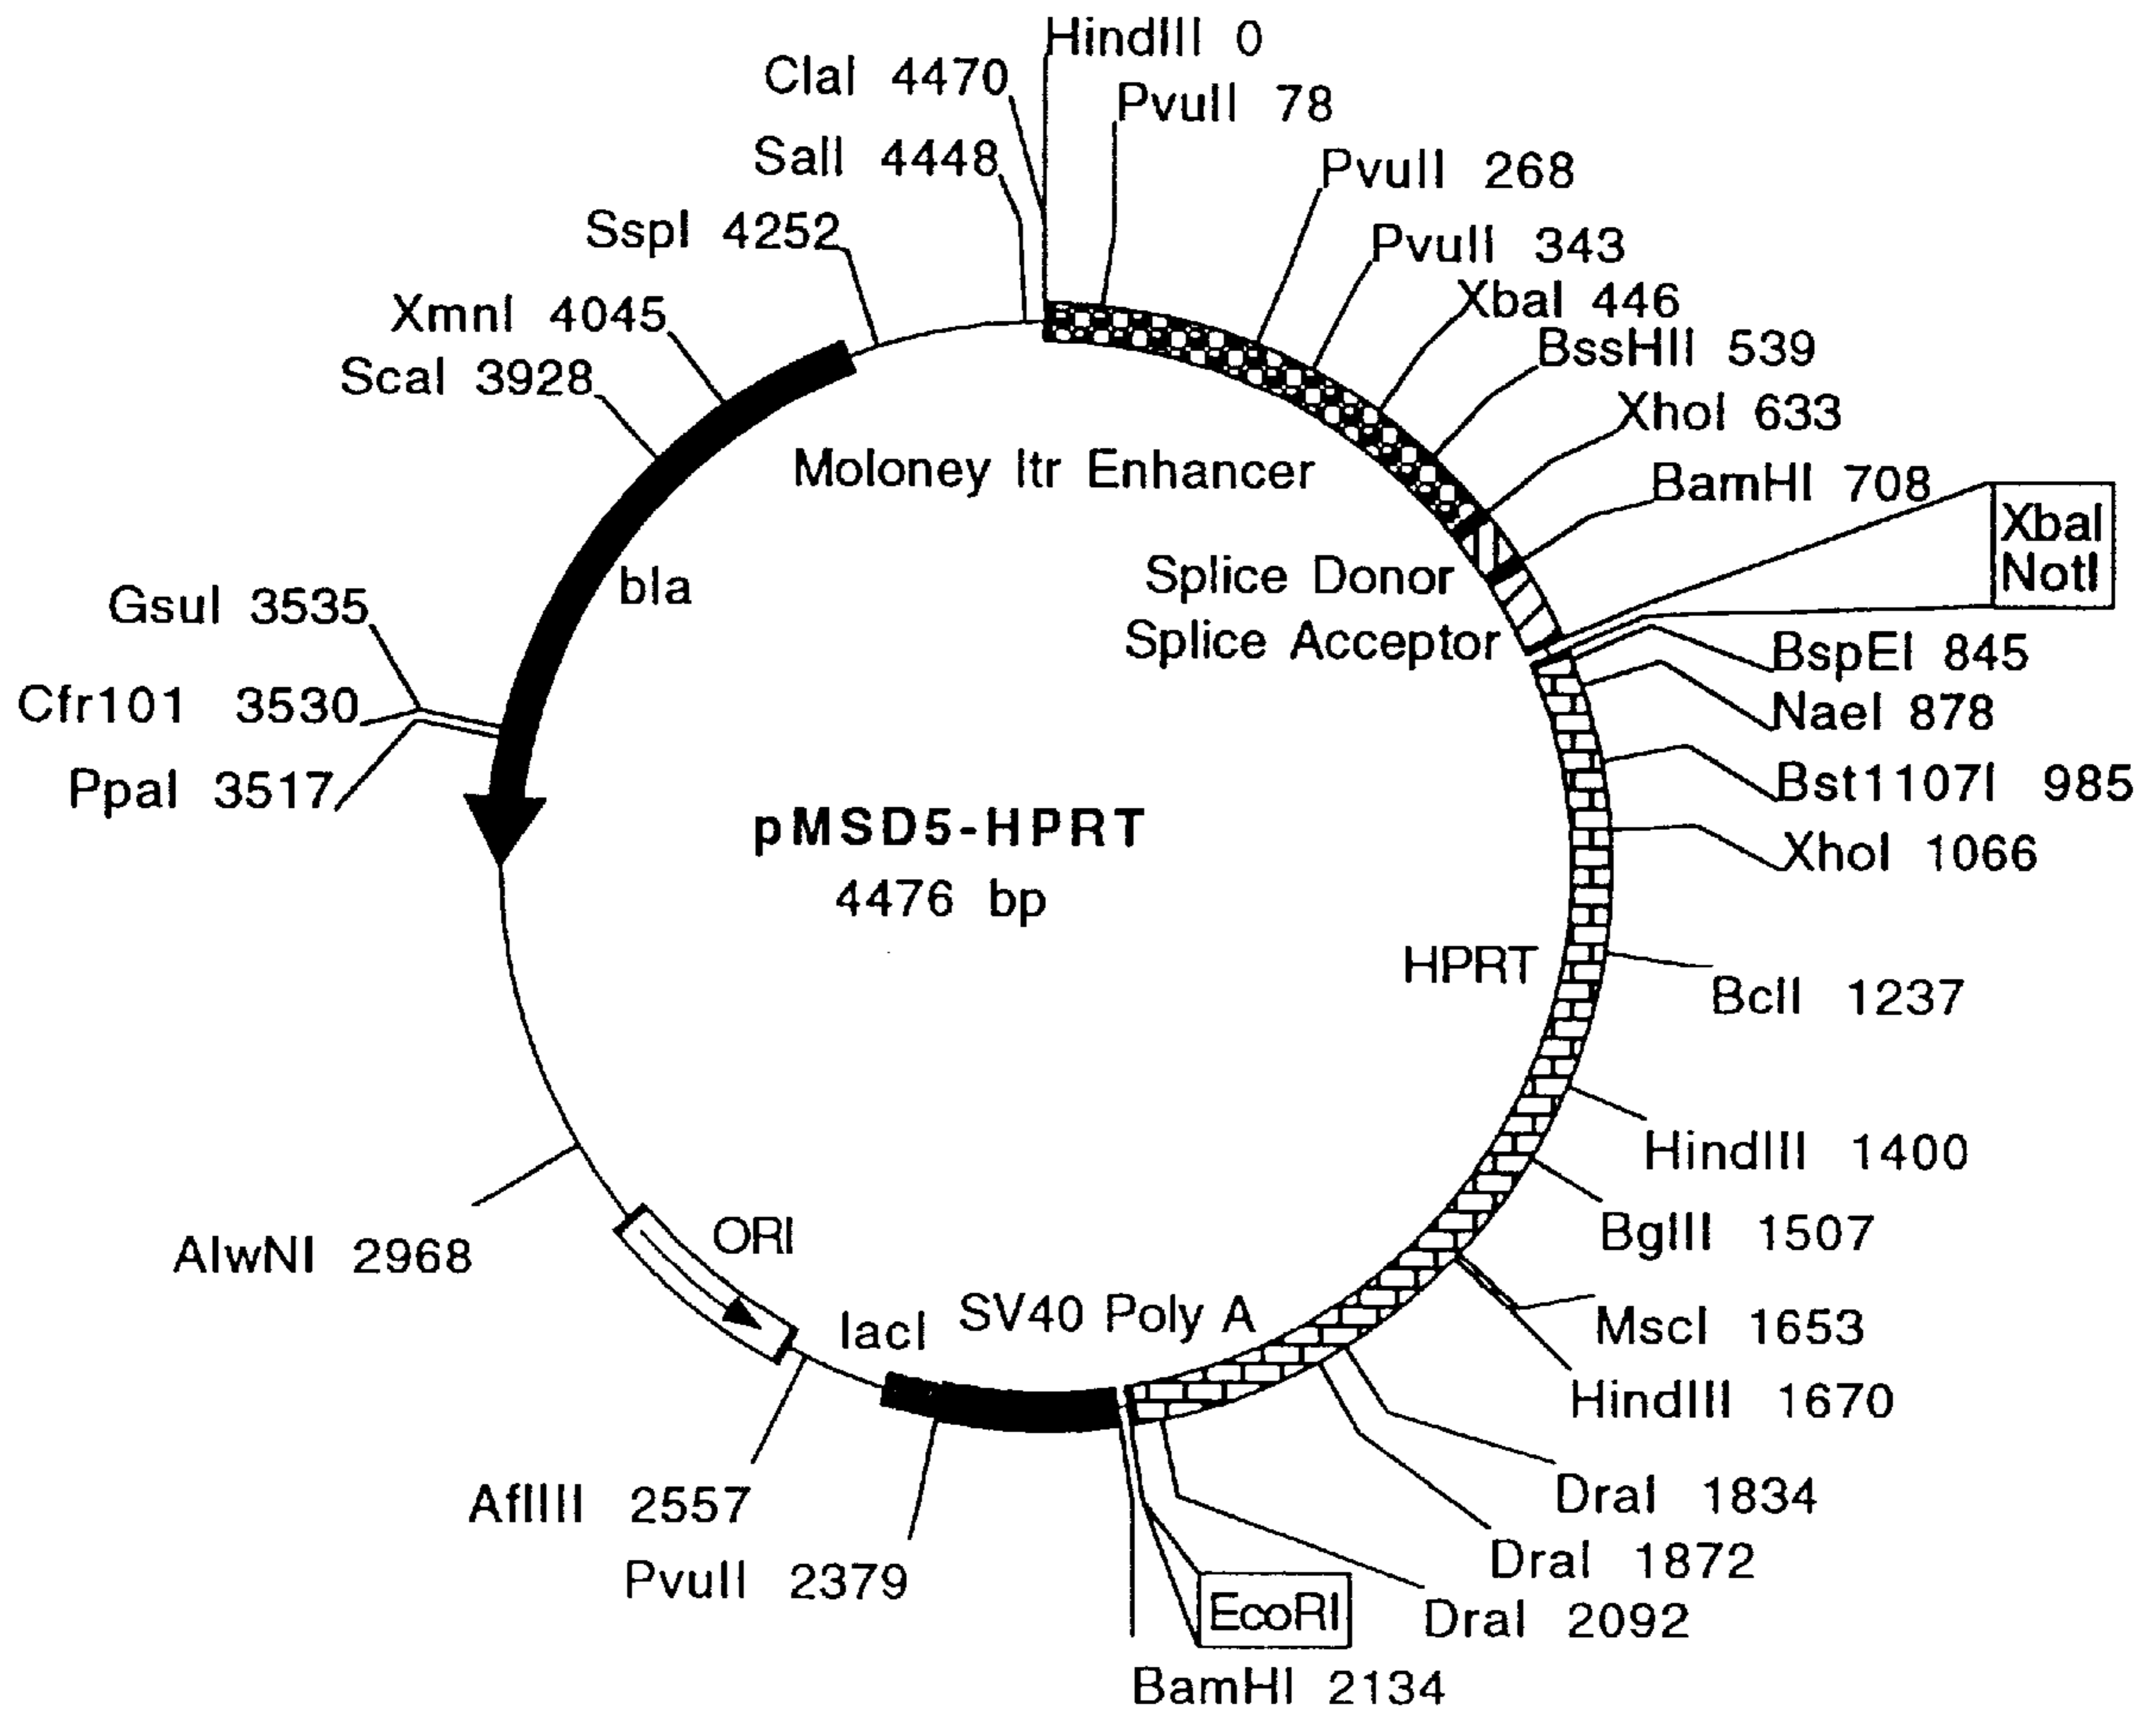 HindIII 0
ClaI 4470
PvuII 78
SalI 4448
PvuII 268
SspI 4252
PvuII 343
XbaI 446
XmnI 4045
BssHII 539
ScaI 3928
XhoI 633
Moloney ltr Enhancer
BamHI 708
XbaI
NotI
Splice Donor
bla
GsuI 3535
Splice Acceptor
BspEI 845
Cfr101 3530
NaeI 878
PpaI 3517
Bst1107I 985
pMSD5-HPRT
XhoI 1066
4476 bp
HPRT
BclI 1237
HindIII 1400
ORI
BglII 1507
AlwNI 2968
SV40 Poly A
lacI
MscI 1653
HindIII 1670
DraI 1834
AflIII 2557
DraI 1872
PvuII 2379
EcoRI
DraI 2092
BamHI 2134